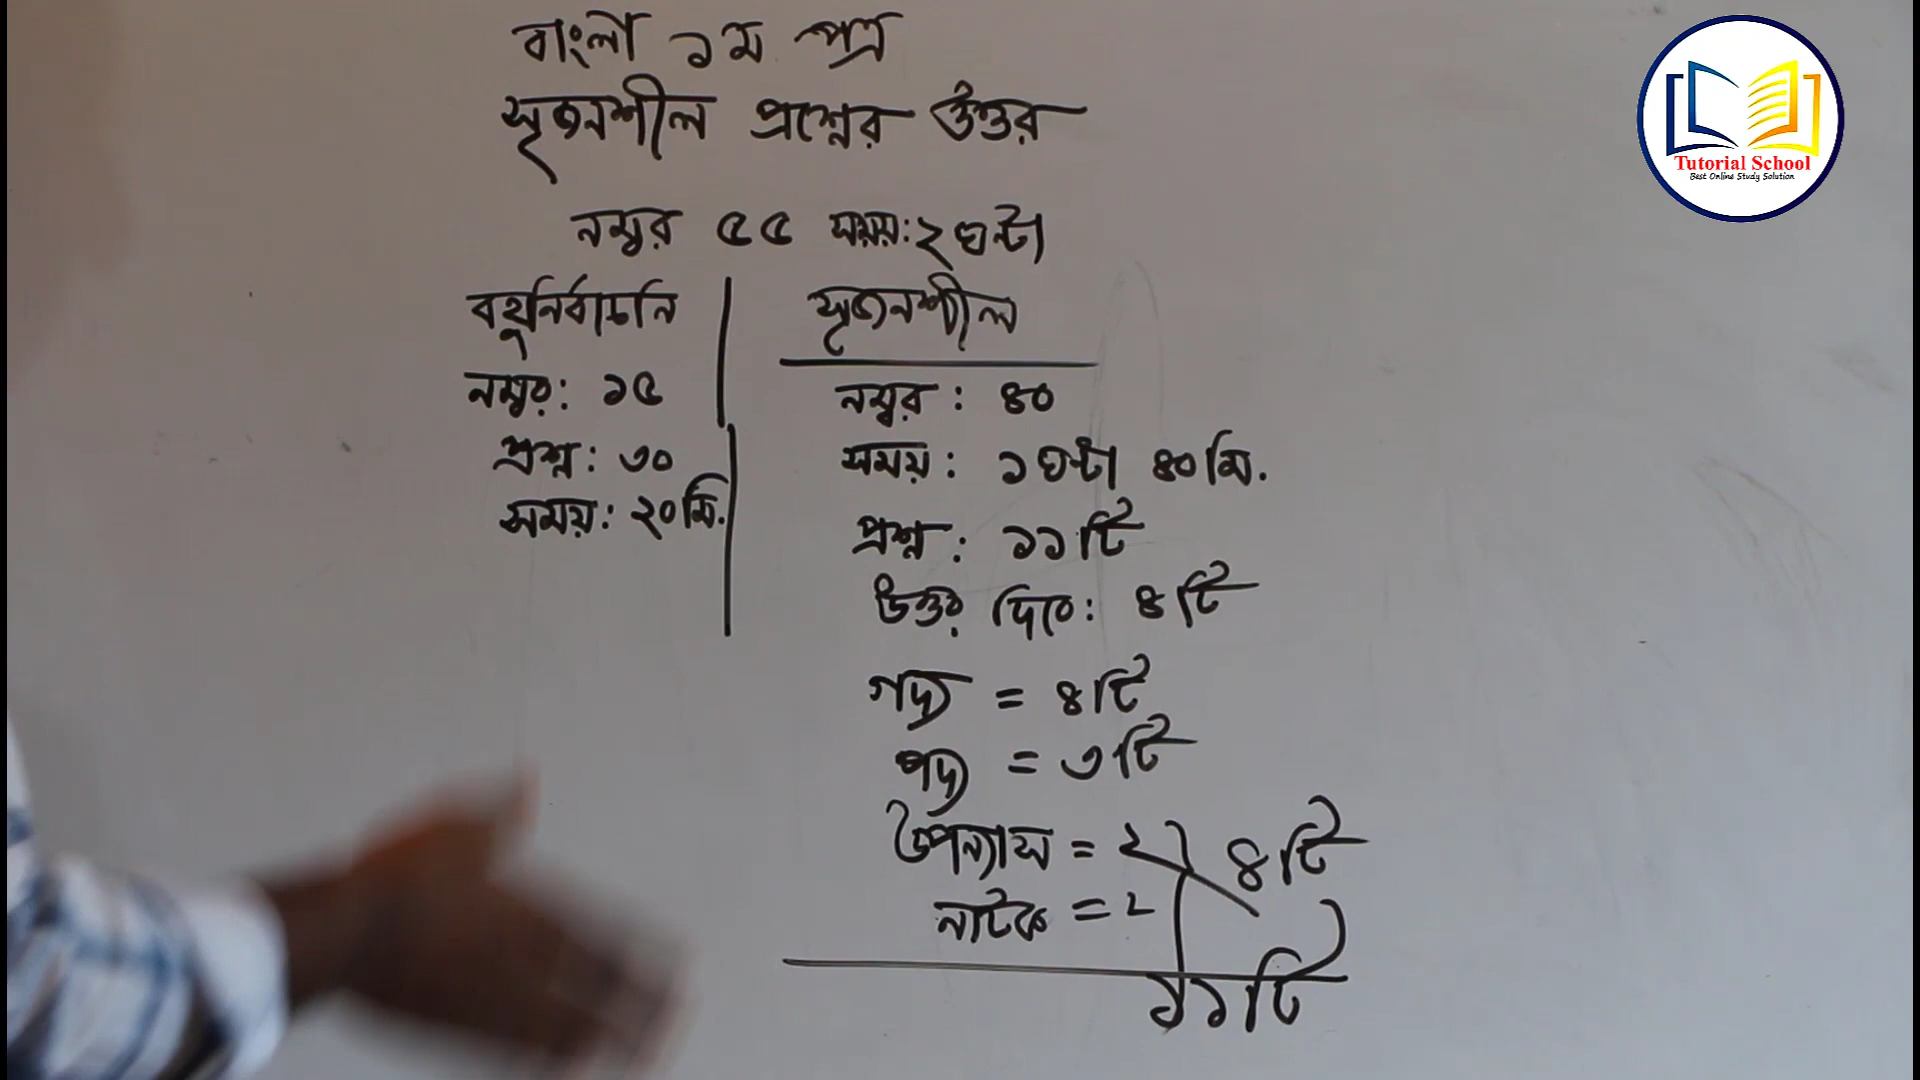 বাংলা ১ম পত্র
সৃজনশীল প্রশ্নের উত্তর
নম্বর ৫৫ সময়: ২ ঘন্টা
বহুনির্বাচনি
নম্বর: ১৫
প্রশ্ন: ৩০
সময়: ২০ মি.
সৃজনশীল
নম্বর: ৪০
সময়: ১ ঘন্টা ৪০ মি.
প্রশ্ন: ১১টি
উত্তর দিবে: ৪টি
গদ্য = ৪টি
পদ্য = ৩টি
উপন্যাস = ২
নাটক = ২
৪টি
১১টি
Tutorial School
Best Online Study Solution